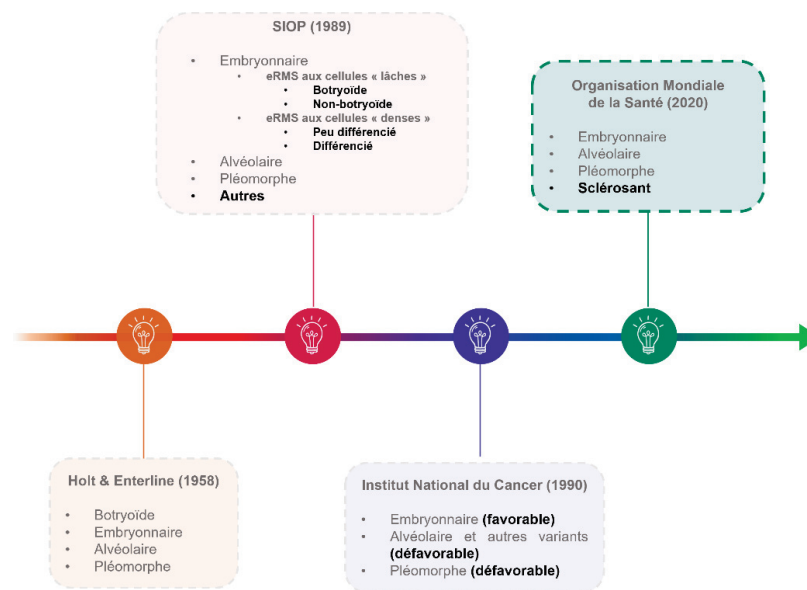 SIOP (1989)
• Embryonnaire
• eRMS aux cellules « lâches »
• Botryoïde
• Non-botryoïde
• eRMS aux cellules « denses »
• Peu différencié
• Différencié
• Alvéolaire
• Pléomorphe
• Autres
Organisation Mondiale
de la Santé (2020)
• Embryonnaire
• Alvéolaire
• Pléomorphe
• Sclérosant
Holt & Enterline (1958)
• Botryoïde
• Embryonnaire
• Alvéolaire
• Pléomorphe
Institut National du Cancer (1990)
• Embryonnaire (favorable)
• Alvéolaire et autres variants
(défavorable)
• Pléomorphe (défavorable)